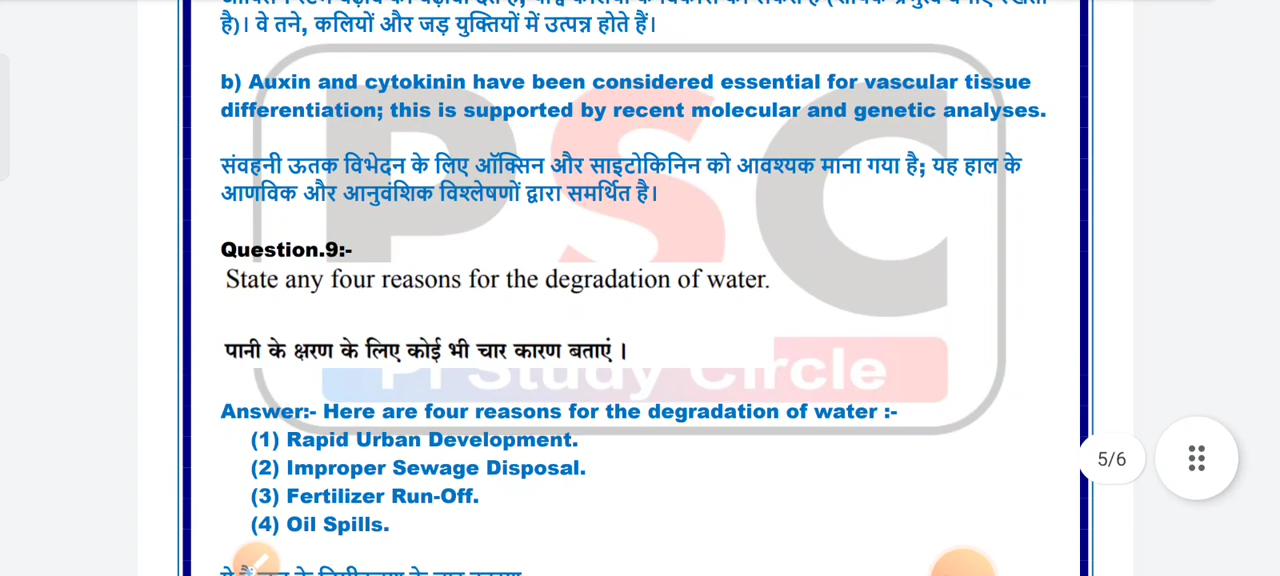 है)। वे तने, कलियों और जड़ युक्तियों में उत्पन्न होते हैं।
b) Auxin and cytokinin have been considered essential for vascular tissue
differentiation; this is supported by recent molecular and genetic analyses.
संवहनी ऊतक विभेदन के लिए ऑक्सिन और साइटोकिनिन को आवश्यक माना गया है; यह हाल के
आणविक और आनुवंशिक विश्लेषणों द्वारा समर्थित है।
PSC
Question.9:-
State any four reasons for the degradation of water.
पानी के क्षरण के लिए कोई भी चार कारण बताएं ।
PI Study Circle
Answer:- Here are four reasons for the degradation of water :-
(1) Rapid Urban Development.
(2) Improper Sewage Disposal.
(3) Fertilizer Run-Off.
(4) Oil Spills.
5/6